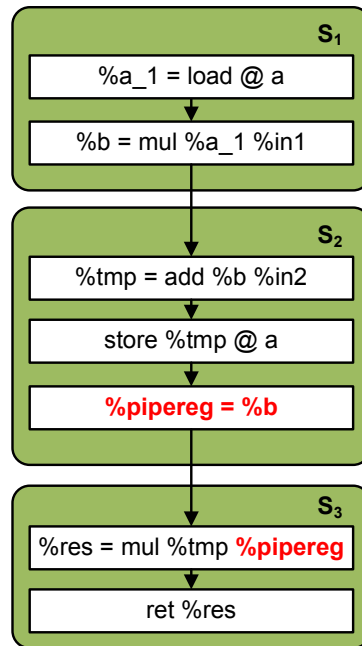 S1
%a_1 = load @ a
%b = mul %a_1 %in1
S2
%tmp = add %b %in2
store %tmp @ a
%pipereg = %b
S3
%res = mul %tmp %pipereg
ret %res